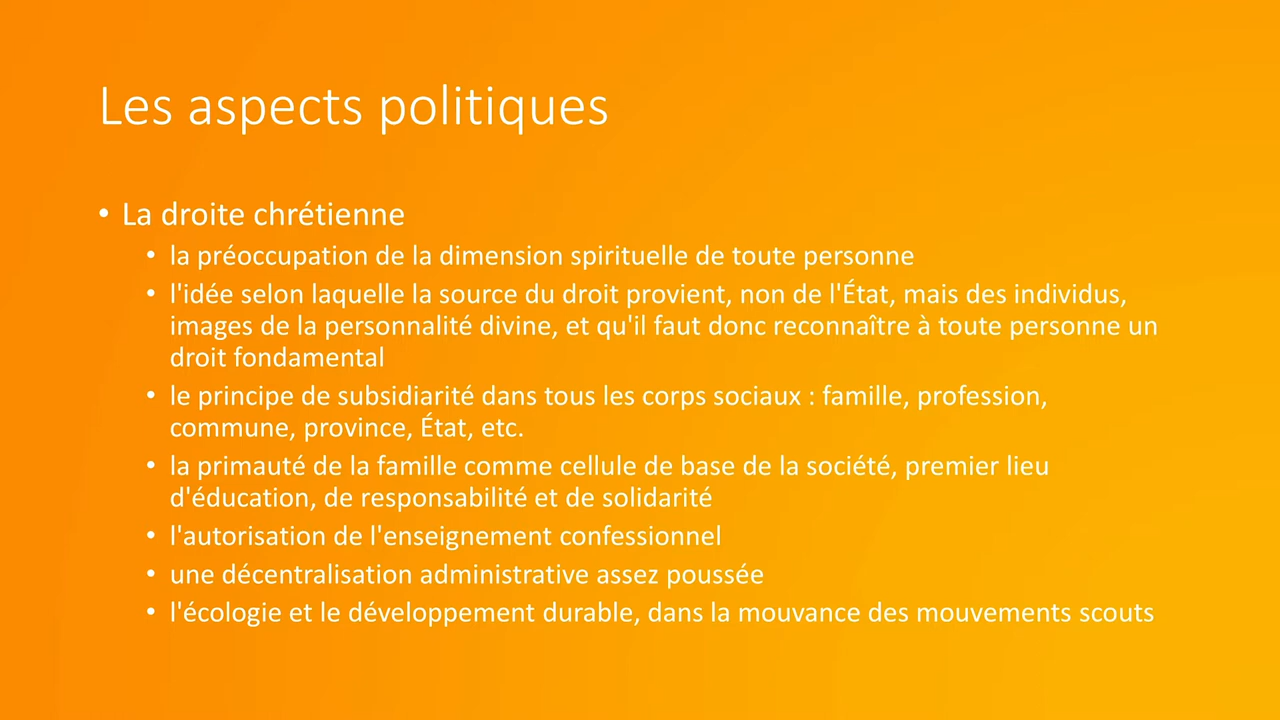 Les aspects politiques
• La droite chrétienne
• la préoccupation de la dimension spirituelle de toute personne
• l'idée selon laquelle la source du droit provient, non de l'État, mais des individus,
images de la personnalité divine, et qu'il faut donc reconnaître à toute personne un
droit fondamental
• le principe de subsidiarité dans tous les corps sociaux : famille, profession,
commune, province, État, etc.
• la primauté de la famille comme cellule de base de la société, premier lieu
d'éducation, de responsabilité et de solidarité
• l'autorisation de l'enseignement confessionnel
• une décentralisation administrative assez poussée
• l'écologie et le développement durable, dans la mouvance des mouvements scouts